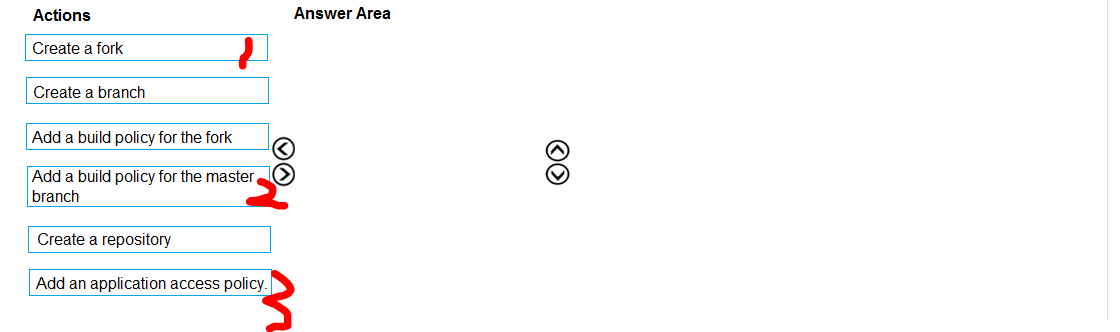 Actions
Answer Area
Create a fork
1
Create a branch
Add a build policy for the fork
Add a build policy for the master
branch
2
Create a repository
Add an application access policy.
3